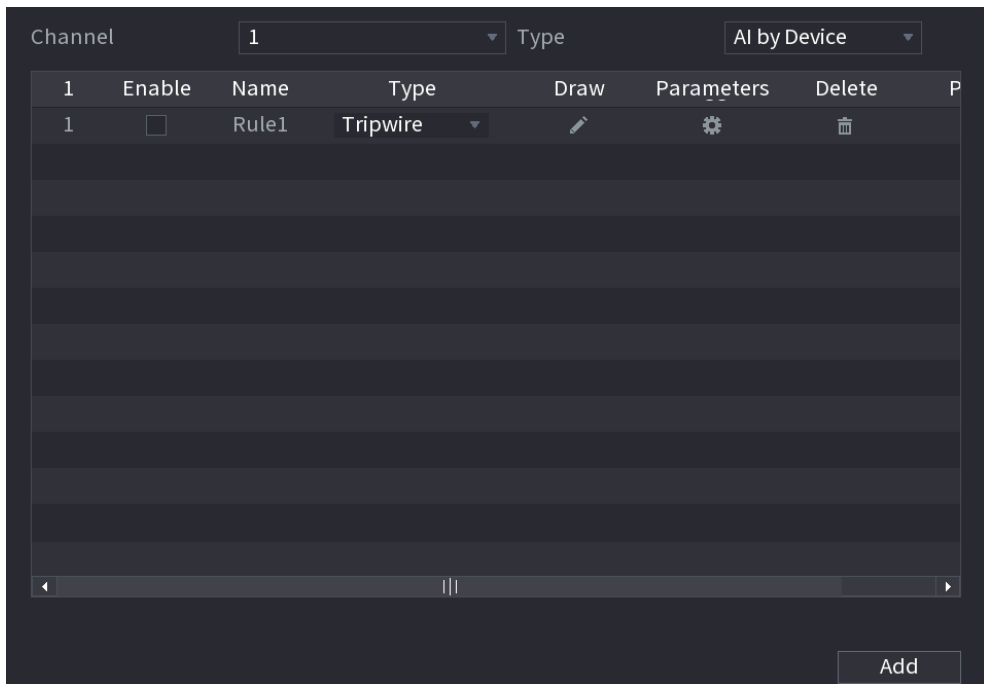 Channel 1 Type AI by Device
1 Enable Name Type Draw Parameters Delete P
1 Rule1 Tripwire
Add